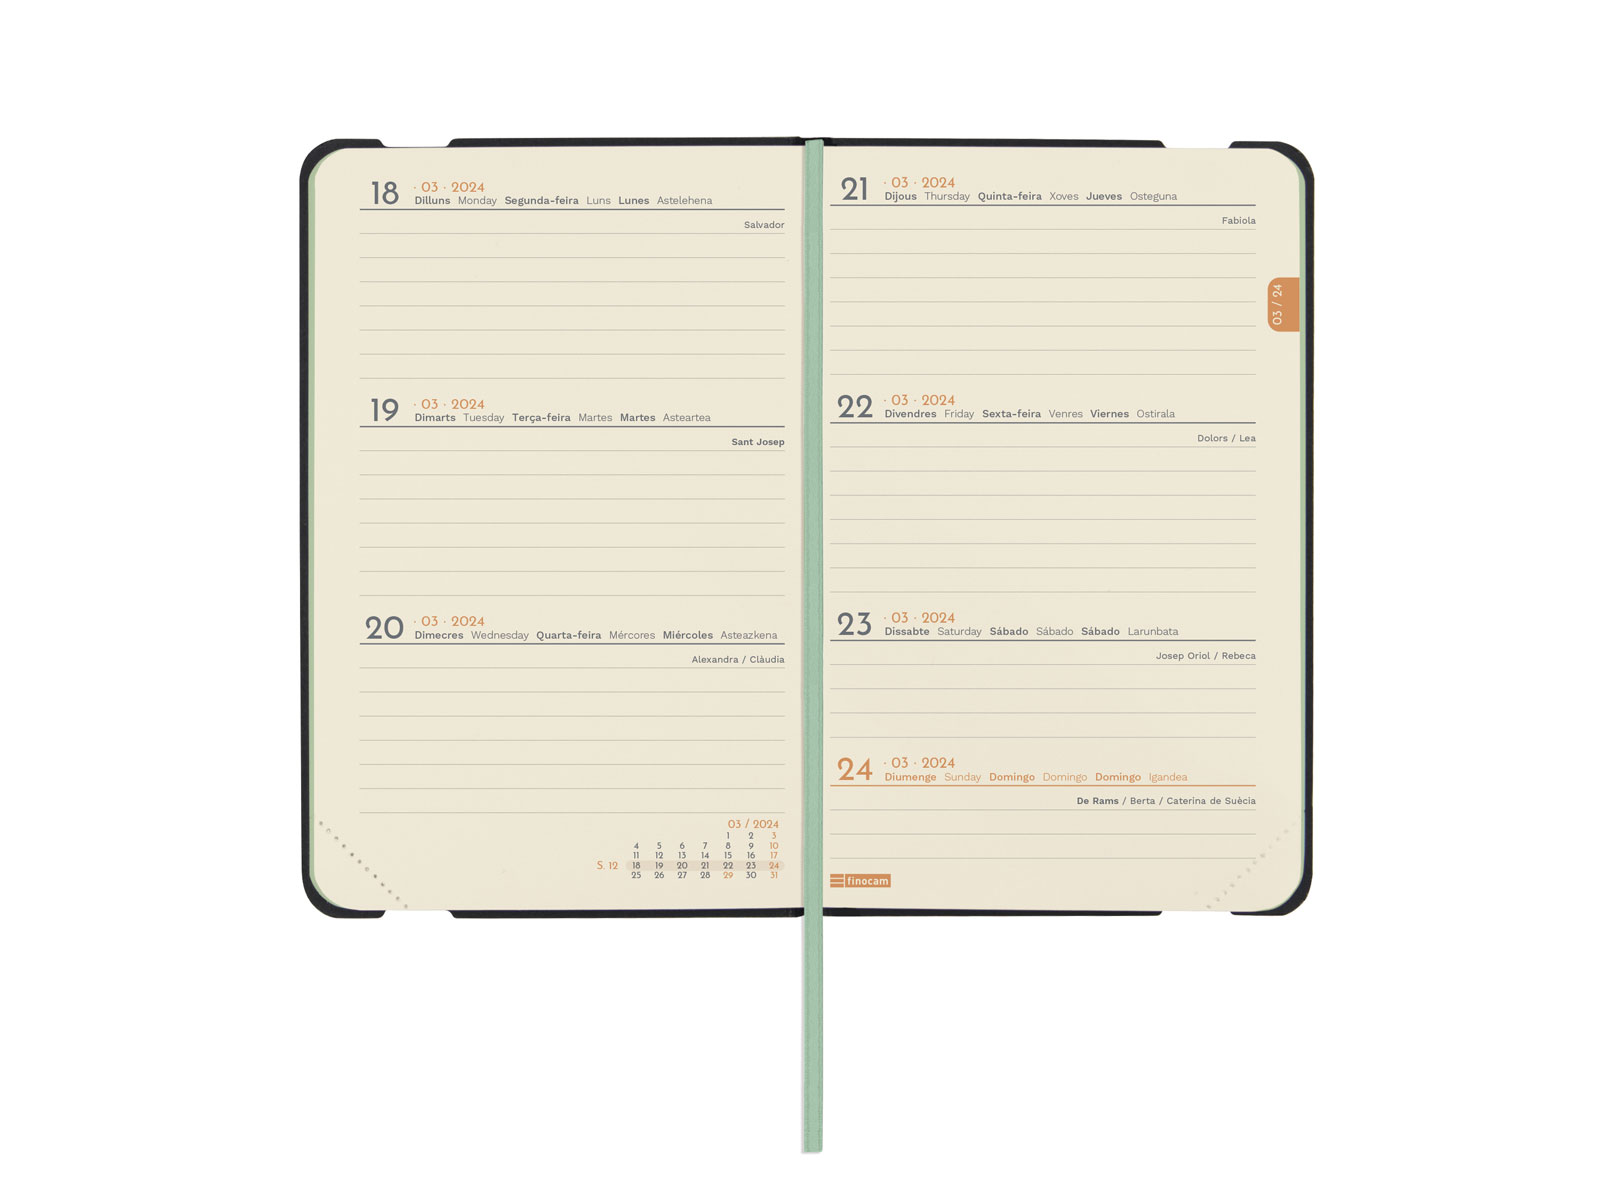 18 · 03 · 2024
Dilluns Monday Segunda-feira Luns Lunes Astelehena
Salvador
19 · 03 · 2024
Dimarts Tuesday Terça-feira Martes Martes Asteartea
Sant Josep
20 · 03 · 2024
Dimecres Wednesday Quarta-feira Mércores Miércoles Asteazkena
Alexandra / Clàudia
03 / 2024
1 2 3
4 5 6 7 8 9 10
11 12 13 14 15 16 17
S. 12 18 19 20 21 22 23 24
25 26 27 28 29 30 31
21 · 03 · 2024
Dijous Thursday Quinta-feira Xoves Jueves Osteguna
Fabiola
03 / 24
22 · 03 · 2024
Divendres Friday Sexta-feira Venres Viernes Ostirala
Dolors / Lea
23 · 03 · 2024
Dissabte Saturday Sábado Sábado Sábado Larunbata
Josep Oriol / Rebeca
24 · 03 · 2024
Diumenge Sunday Domingo Domingo Domingo Igandea
De Rams / Berta / Caterina de Suècia
finocam